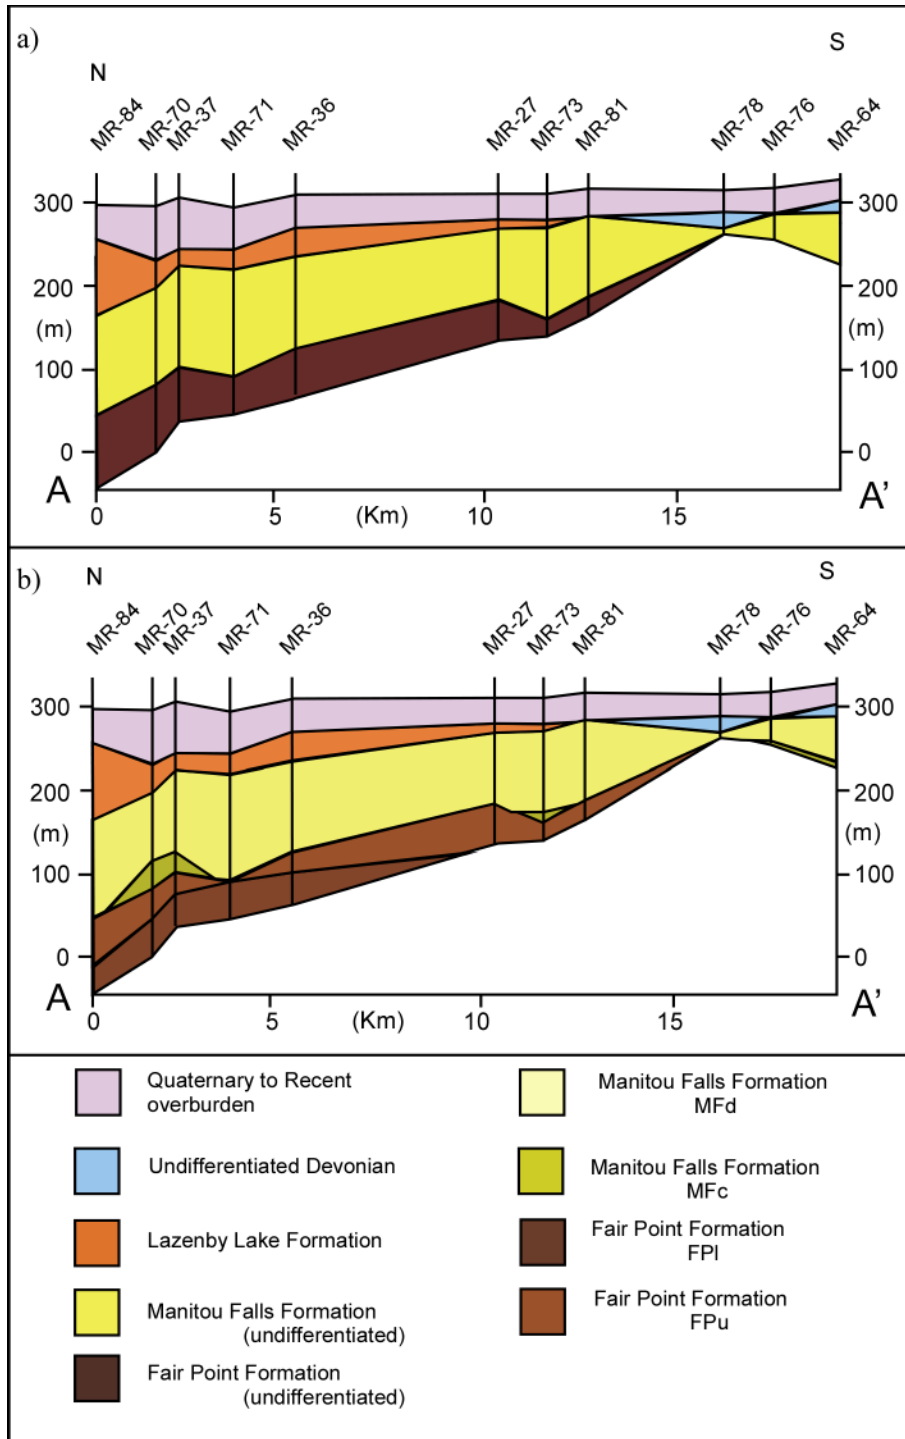 a)
N
S
MR-84
MR-70
MR-37
MR-71
MR-36
MR-27
MR-73
MR-81
MR-78
MR-76
MR-64
300
300
200
200
(m)
(m)
100
100
0
0
A
A'
0
5
(Km)
10
15
b)
N
S
MR-84
MR-70
MR-37
MR-71
MR-36
MR-27
MR-73
MR-81
MR-78
MR-76
MR-64
300
300
200
200
(m)
(m)
100
100
0
0
A
A'
0
5
(Km)
10
15
Quaternary to Recent
overburden
Undifferentiated Devonian
Lazenby Lake Formation
Manitou Falls Formation
(undifferentiated)
Fair Point Formation
(undifferentiated)
Manitou Falls Formation
MFd
Manitou Falls Formation
MFc
Fair Point Formation
FPl
Fair Point Formation
FPu